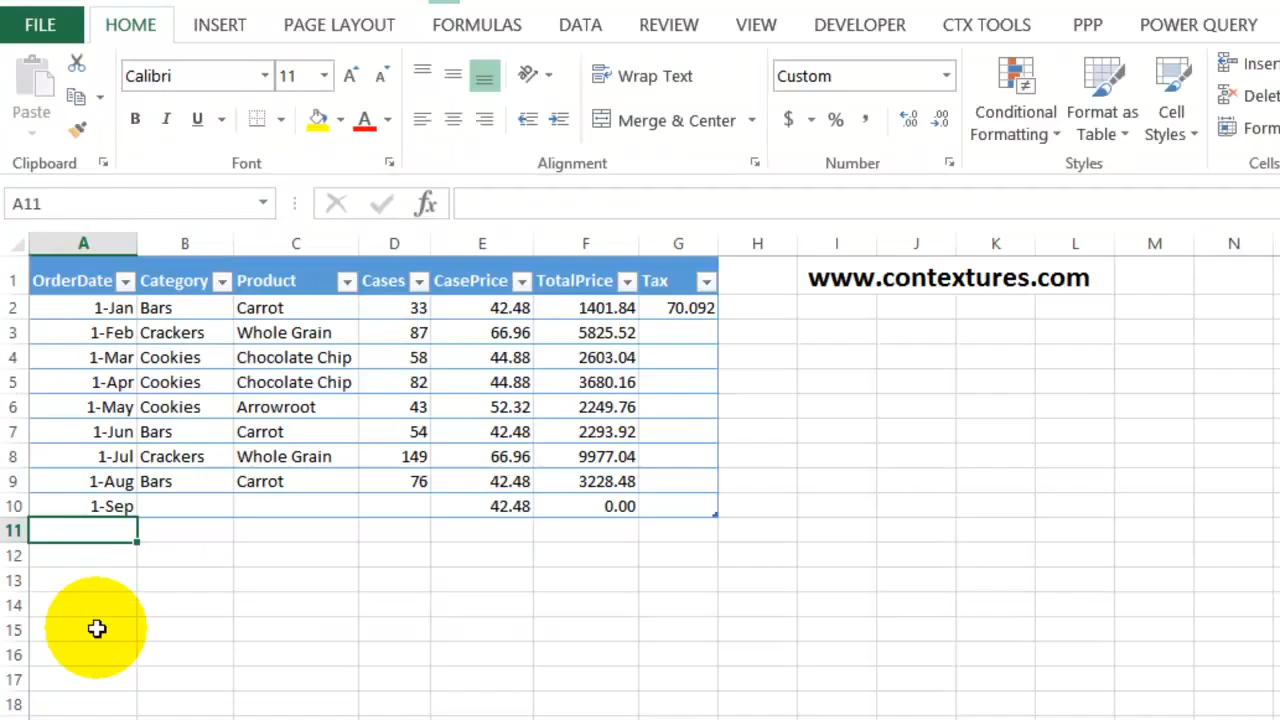 FILE HOME INSERT PAGE LAYOUT FORMULAS DATA REVIEW VIEW DEVELOPER CTX TOOLS PPP POWER QUERY
Paste
Clipboard
Calibri 11
B I U A
Font
Wrap Text
Merge & Center
Alignment
Custom
$ % ,
Number
Conditional Formatting
Format as Table
Cell Styles
Styles
Inser
Delet
Form
Cells
A11 fx
A B C D E F G H I J K L M N
1 OrderDate Category Product Cases CasePrice TotalPrice Tax www.contextures.com
2 1-Jan Bars Carrot 33 42.48 1401.84 70.092
3 1-Feb Crackers Whole Grain 87 66.96 5825.52
4 1-Mar Cookies Chocolate Chip 58 44.88 2603.04
5 1-Apr Cookies Chocolate Chip 82 44.88 3680.16
6 1-May Cookies Arrowroot 43 52.32 2249.76
7 1-Jun Bars Carrot 54 42.48 2293.92
8 1-Jul Crackers Whole Grain 149 66.96 9977.04
9 1-Aug Bars Carrot 76 42.48 3228.48
10 1-Sep 42.48 0.00
11
12
13
14
15
16
17
18